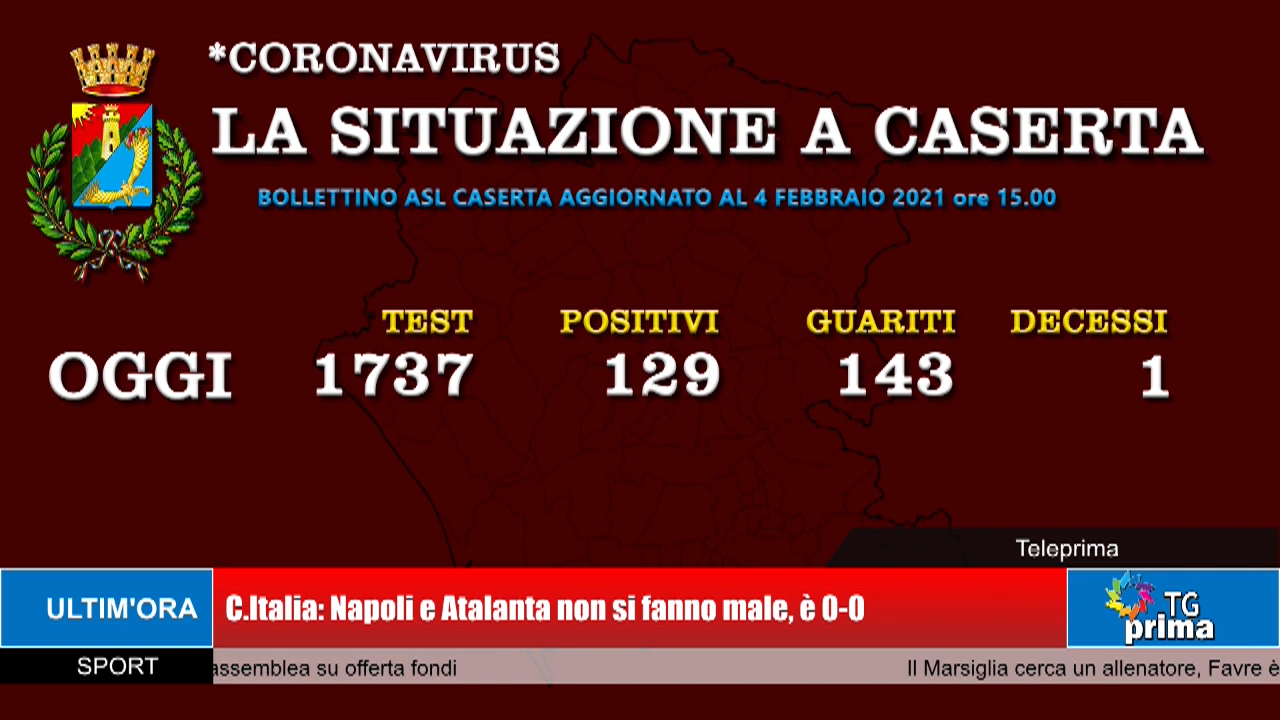 *CORONAVIRUS
LA SITUAZIONE A CASERTA
BOLLETTINO ASL CASERTA AGGIORNATO AL 4 FEBBRAIO 2021 ore 15.00
TEST POSITIVI GUARITI DECESSI
OGGI 1737 129 143 1
Teleprima
ULTIM'ORA C.Italia: Napoli e Atalanta non si fanno male, è 0-0
TG
prima
SPORT assemblea su offerta fondi Il Marsiglia cerca un allenatore, Favre è